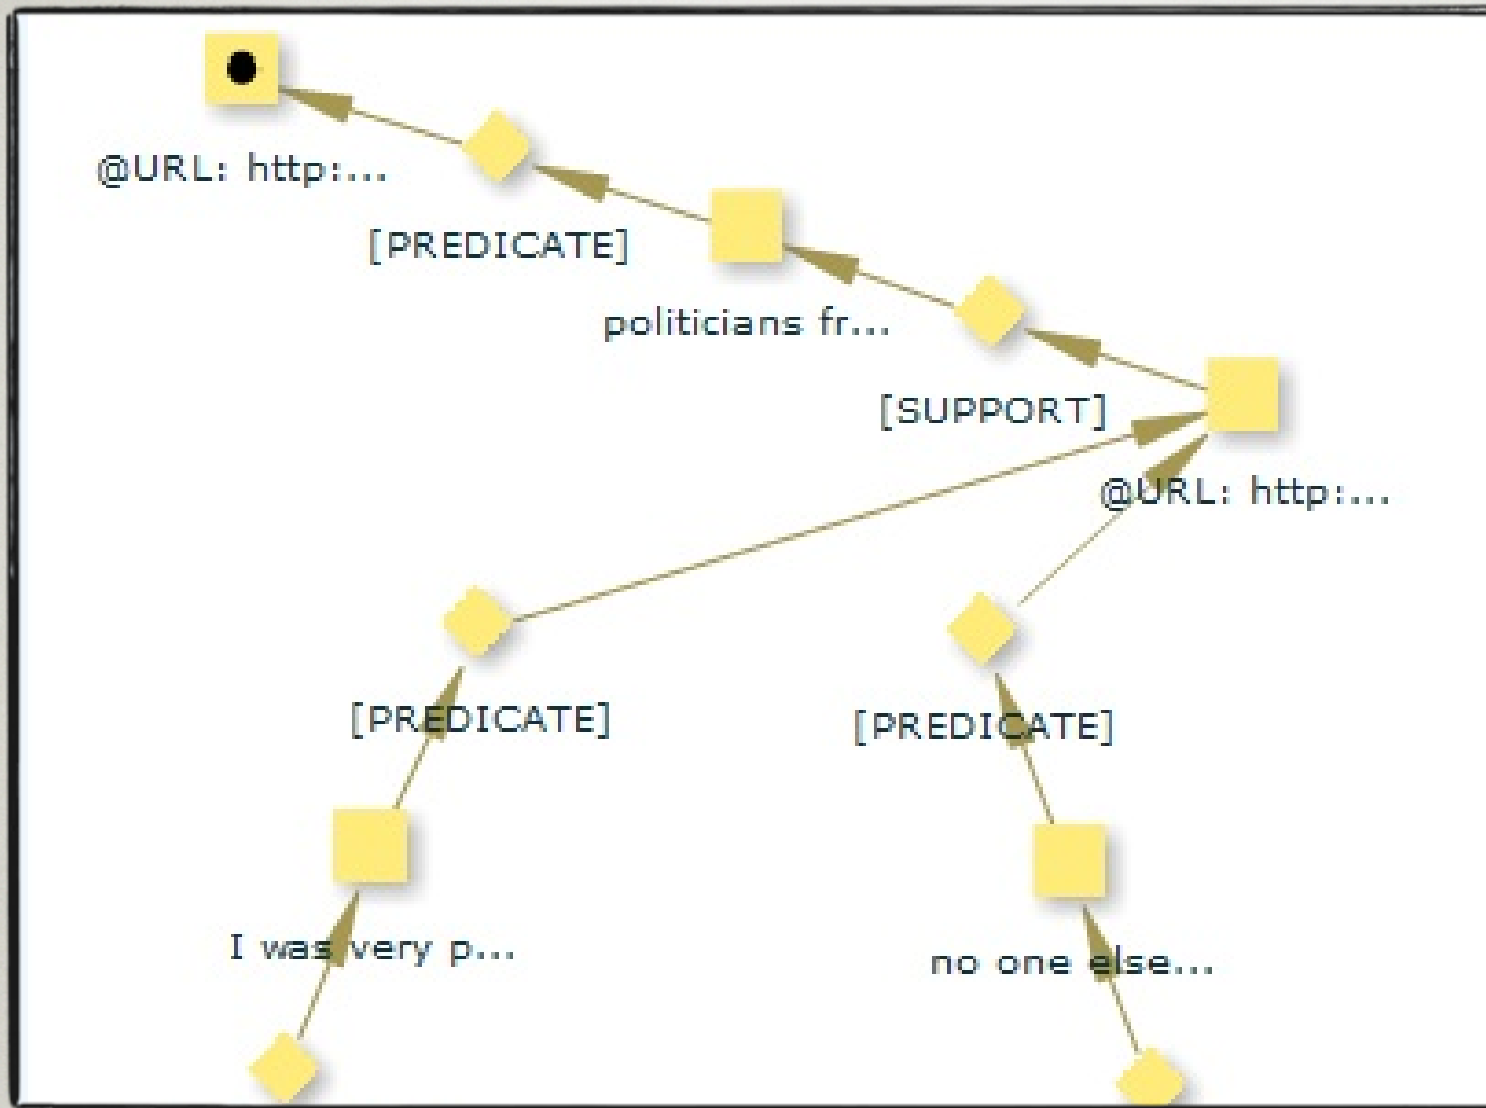 @URL: http:...
[PREDICATE]
politicians fr...
[SUPPORT]
@URL: http:...
[PREDICATE]
[PREDICATE]
I was very p...
no one else...